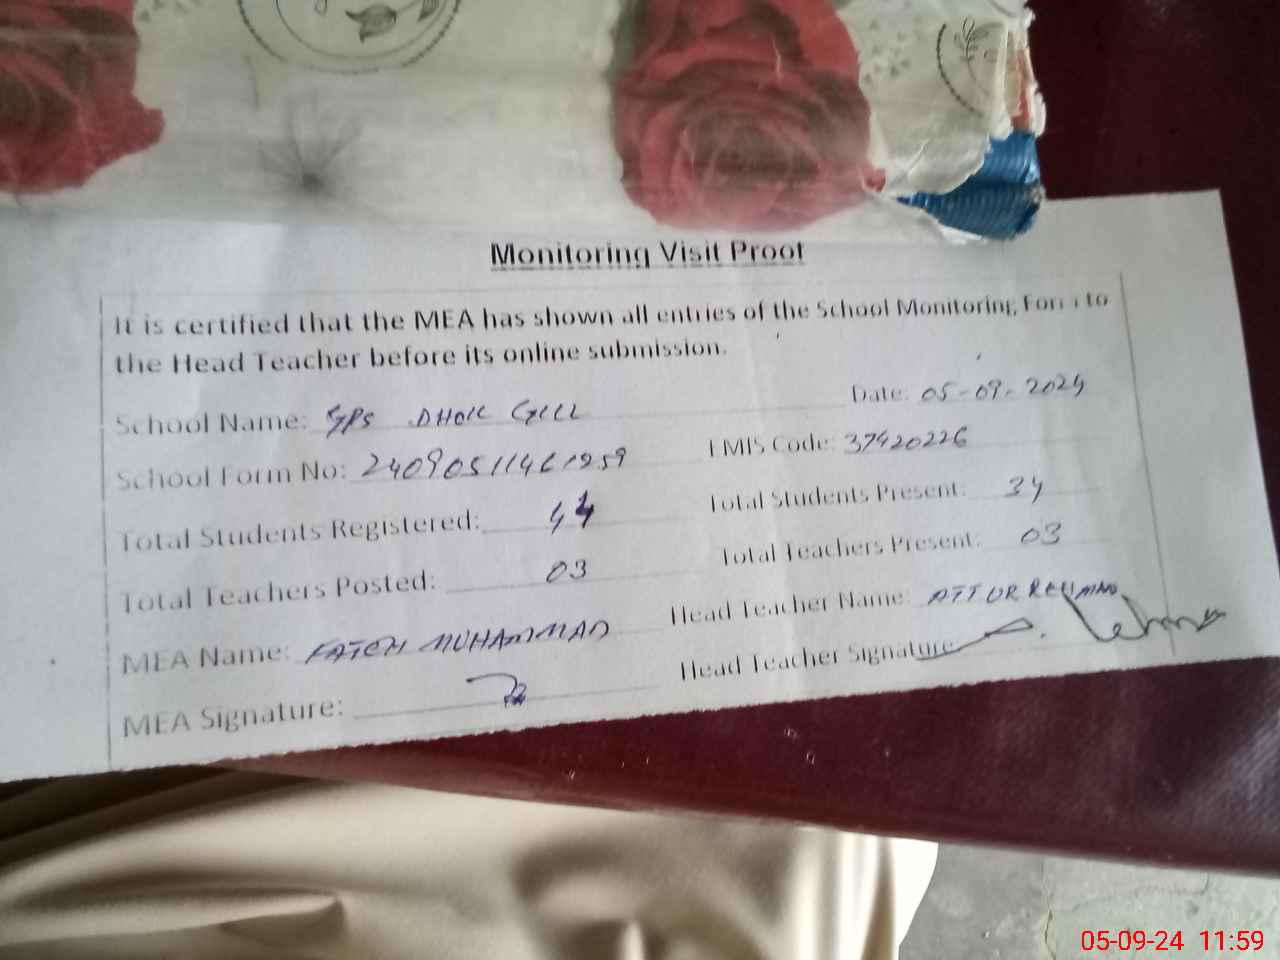 Monitoring Visit Proof
It is certified that the MEA has shown all entries of the School Monitoring Form to
the Head Teacher before its online submission.
School Name: GPS DHOK GILL Date: 05-09-2024
School Form No: EMIS Code: 37420226
Total Students Registered: 44 Total Students Present: 34
Total Teachers Posted: 03 Total Teachers Present: 03
MEA Name: FATEH MUHAMMAD Head Teacher Name: ATT UR REHMAN
MEA Signature: Head Teacher Signature
05-09-24 11:59